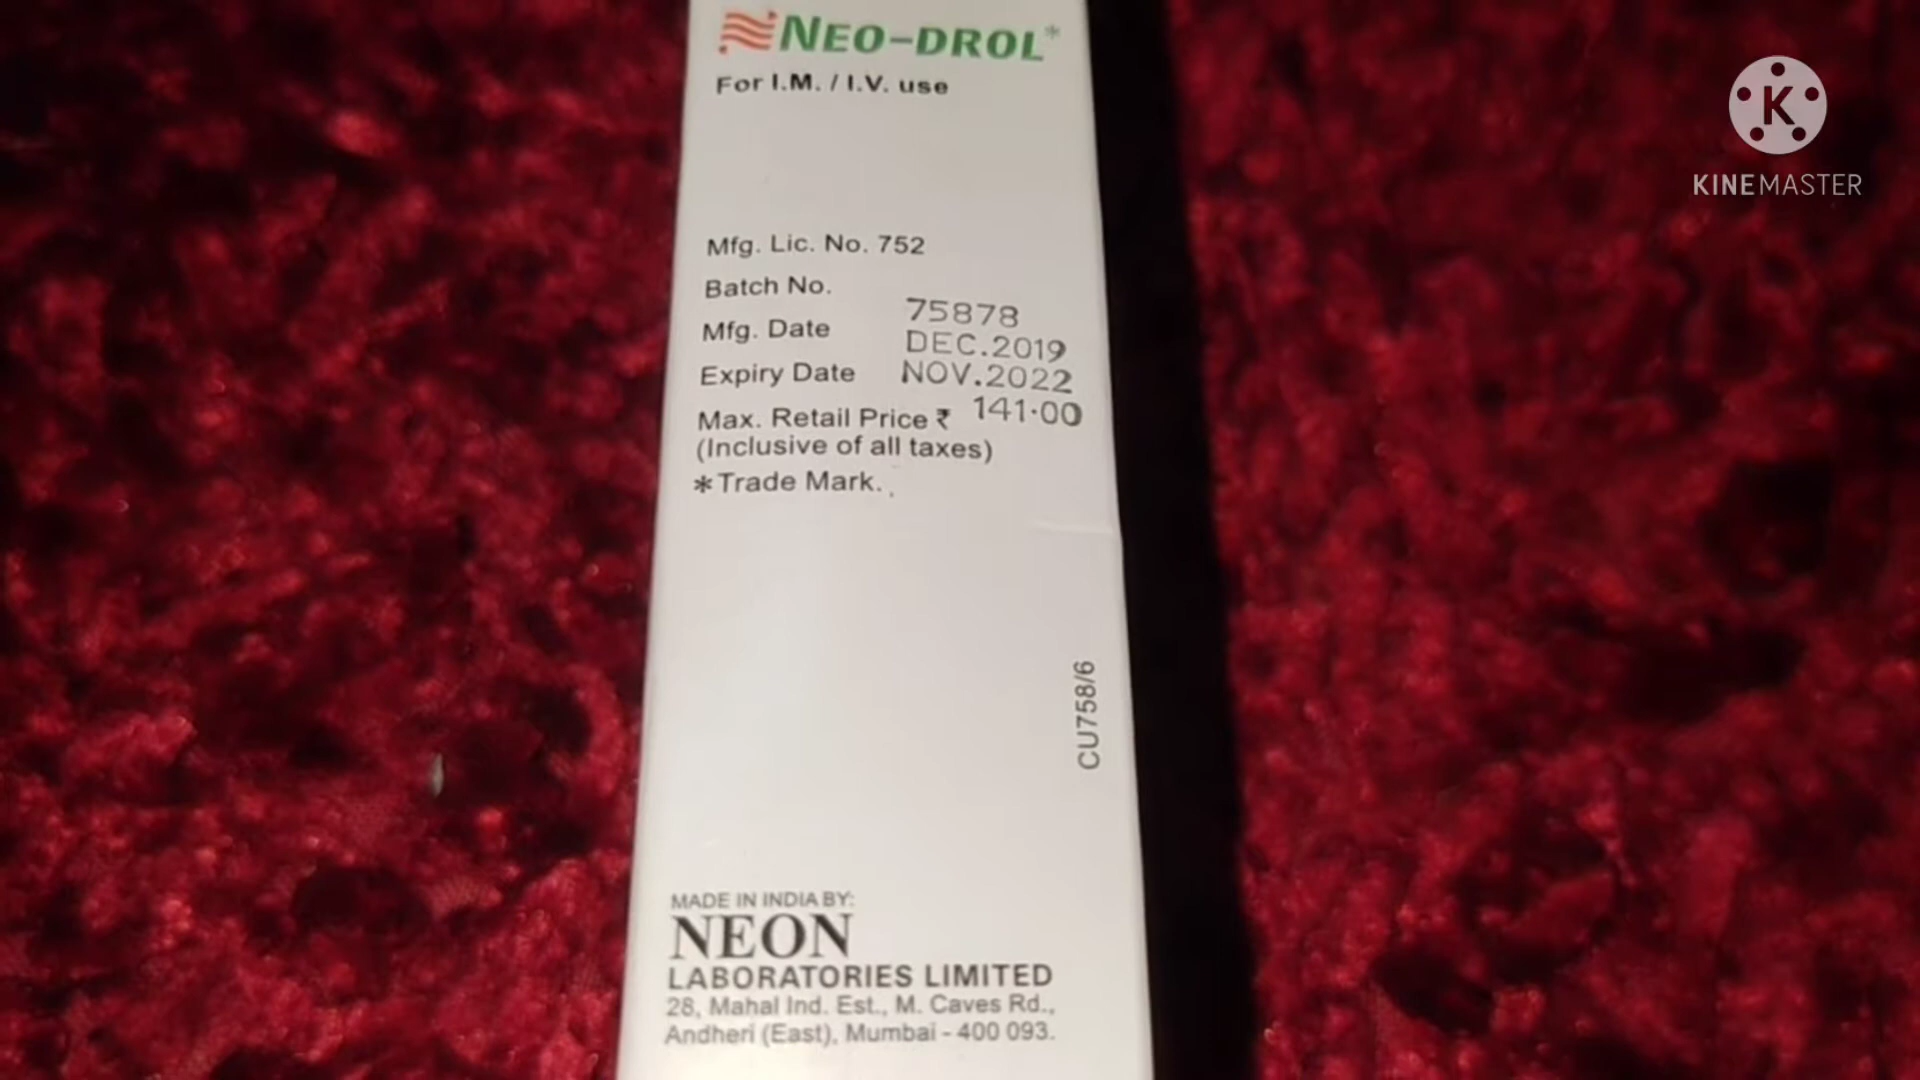 NEO-DROL*
For I.M. / I.V. use
K
KINEMASTER
Mfg. Lic. No. 752
Batch No. 75878
Mfg. Date DEC.2019
Expiry Date NOV.2022
Max. Retail Price ₹ 141·00
(Inclusive of all taxes)
*Trade Mark.
CU758/6
MADE IN INDIA BY:
NEON
LABORATORIES LIMITED
28, Mahal Ind. Est., M. Caves Rd.,
Andheri (East), Mumbai - 400 093.